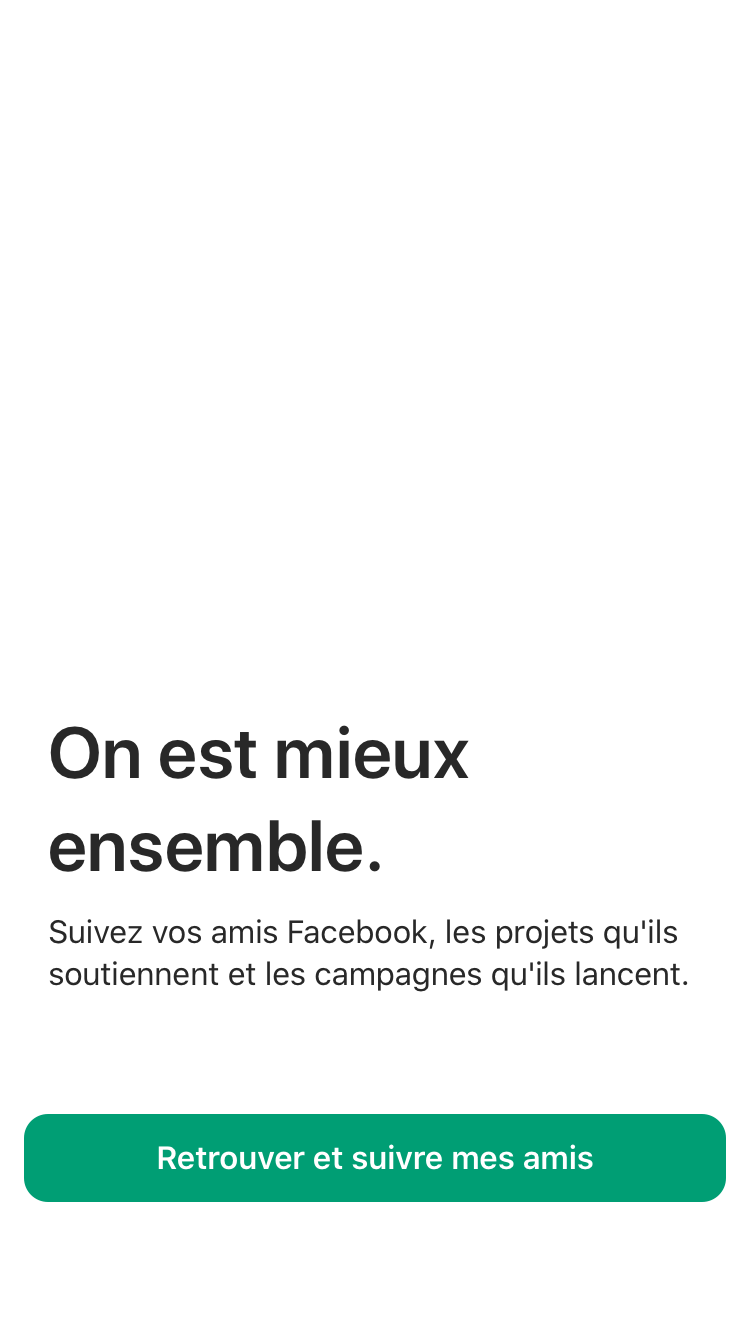 On est mieux
ensemble.
Suivez vos amis Facebook, les projets qu'ils
soutiennent et les campagnes qu'ils lancent.
Retrouver et suivre mes amis